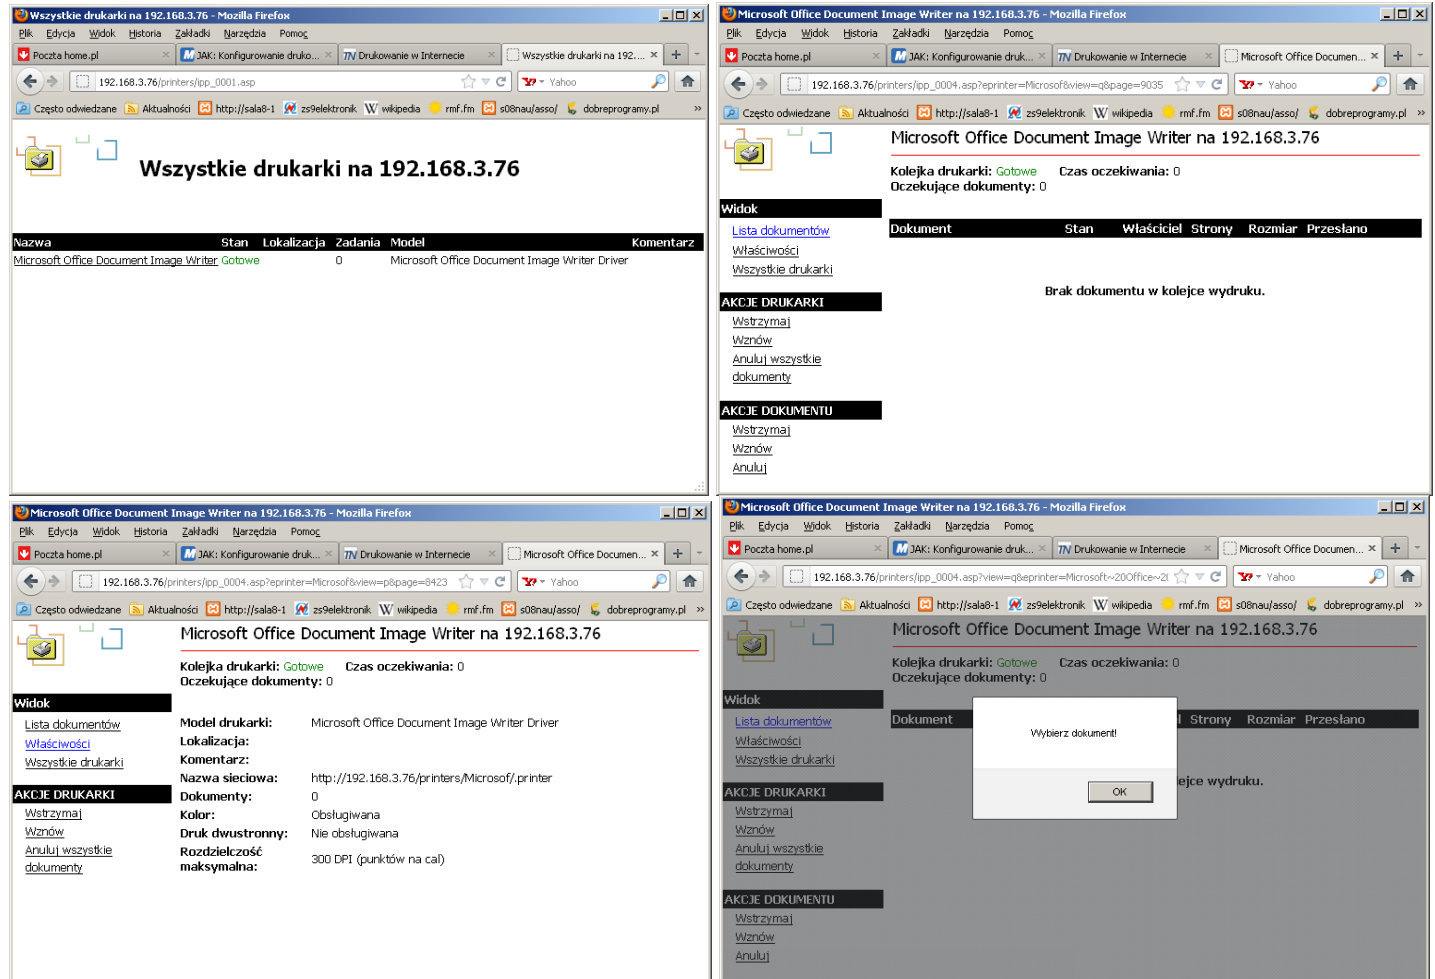 Wszystkie drukarki na 192.168.3.76 - Mozilla Firefox
Plik Edycja Widok Historia Zakładki Narzędzia Pomoc
Poczta home.pl JAK: Konfigurowanie druko... TN Drukowanie w Internecie Wszystkie drukarki na 192....
192.168.3.76/printers/ipp_0001.asp Yahoo
Często odwiedzane Aktualności http://sala8-1 zs9elektronik W wikipedia rmf.fm s08nau/asso/ dobreprogramy.pl »
Wszystkie drukarki na 192.168.3.76
Nazwa Stan Lokalizacja Zadania Model Komentarz
Microsoft Office Document Image Writer Gotowe 0 Microsoft Office Document Image Writer Driver
Microsoft Office Document Image Writer na 192.168.3.76 - Mozilla Firefox
Plik Edycja Widok Historia Zakładki Narzędzia Pomoc
Poczta home.pl JAK: Konfigurowanie druk... TN Drukowanie w Internecie Microsoft Office Documen...
192.168.3.76/printers/ipp_0004.asp?eprinter=Microsof&view=q&page=9035 Yahoo
Często odwiedzane Aktualności http://sala8-1 zs9elektronik W wikipedia rmf.fm s08nau/asso/ dobreprogramy.pl »
Microsoft Office Document Image Writer na 192.168.3.76
Kolejka drukarki: Gotowe Czas oczekiwania: 0
Oczekujące dokumenty: 0
Widok
Lista dokumentów
Właściwości
Wszystkie drukarki
AKCJE DRUKARKI
Wstrzymaj
Wznów
Anuluj wszystkie
dokumenty
AKCJE DOKUMENTU
Wstrzymaj
Wznów
Anuluj
Dokument Stan Właściciel Strony Rozmiar Przesłano
Brak dokumentu w kolejce wydruku.
Microsoft Office Document Image Writer na 192.168.3.76 - Mozilla Firefox
Plik Edycja Widok Historia Zakładki Narzędzia Pomoc
Poczta home.pl JAK: Konfigurowanie druk... TN Drukowanie w Internecie Microsoft Office Documen...
192.168.3.76/printers/ipp_0004.asp?eprinter=Microsof&view=p&page=8423 Yahoo
Często odwiedzane Aktualności http://sala8-1 zs9elektronik W wikipedia rmf.fm s08nau/asso/ dobreprogramy.pl »
Microsoft Office Document Image Writer na 192.168.3.76
Kolejka drukarki: Gotowe Czas oczekiwania: 0
Oczekujące dokumenty: 0
Widok
Lista dokumentów
Właściwości
Wszystkie drukarki
AKCJE DRUKARKI
Wstrzymaj
Wznów
Anuluj wszystkie
dokumenty
Model drukarki: Microsoft Office Document Image Writer Driver
Lokalizacja:
Komentarz:
Nazwa sieciowa: http://192.168.3.76/printers/Microsof/.printer
Dokumenty: 0
Kolor: Obsługiwana
Druk dwustronny: Nie obsługiwana
Rozdzielczość
maksymalna: 300 DPI (punktów na cal)
Microsoft Office Document Image Writer na 192.168.3.76 - Mozilla Firefox
Plik Edycja Widok Historia Zakładki Narzędzia Pomoc
Poczta home.pl JAK: Konfigurowanie druk... TN Drukowanie w Internecie Microsoft Office Documen...
192.168.3.76/printers/ipp_0004.asp?view=q&eprinter=Microsoft~20Office~2( Yahoo
Często odwiedzane Aktualności http://sala8-1 zs9elektronik W wikipedia rmf.fm s08nau/asso/ dobreprogramy.pl »
Microsoft Office Document Image Writer na 192.168.3.76
Kolejka drukarki: Gotowe Czas oczekiwania: 0
Oczekujące dokumenty: 0
Widok
Lista dokumentów
Właściwości
Wszystkie drukarki
AKCJE DRUKARKI
Wstrzymaj
Wznów
Anuluj wszystkie
dokumenty
AKCJE DOKUMENTU
Wstrzymaj
Wznów
Anuluj
Dokument l Strony Rozmiar Przesłano
ejce wydruku.
Wybierz dokument!
OK